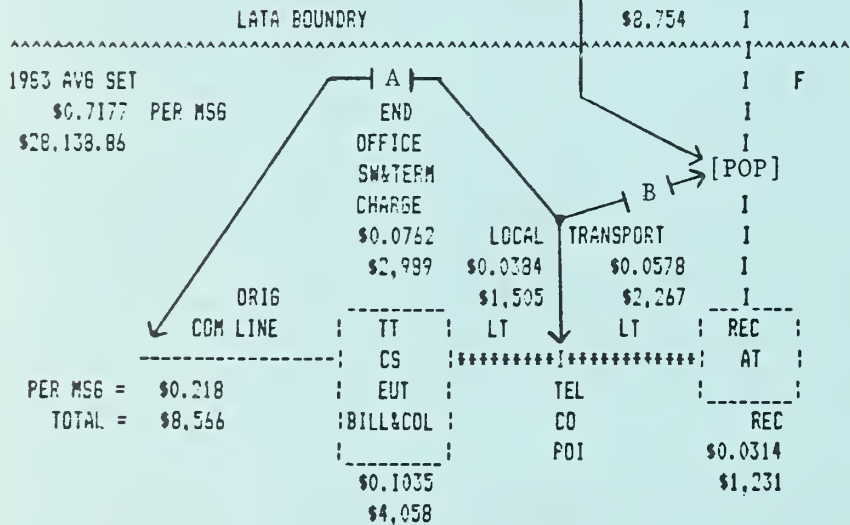 LATA BOUNDRY $8.754 I
^^^^^^^^^^^^^^^^^^^^^^^^^^^^^^^^^^^^^^^^^^^^^^^^^^^^^^^^^^^^^^^^^^^^^^
1983 AVG SET A I F
$0.7177 PER MSG END I
$28,138.86 OFFICE I
SW&TERM [POP]
CHARGE B I
$0.0762 LOCAL TRANSPORT I
$2,989 $0.0384 $0.0578 I
ORIG $1,505 $2,267 I
COM LINE TT LT LT REC
CS I AT
PER MSG = $0.218 EUT TEL
TOTAL = $8,566 BILL&COL CO REC
POI $0.0314
$0.1035 $1,231
$4,058